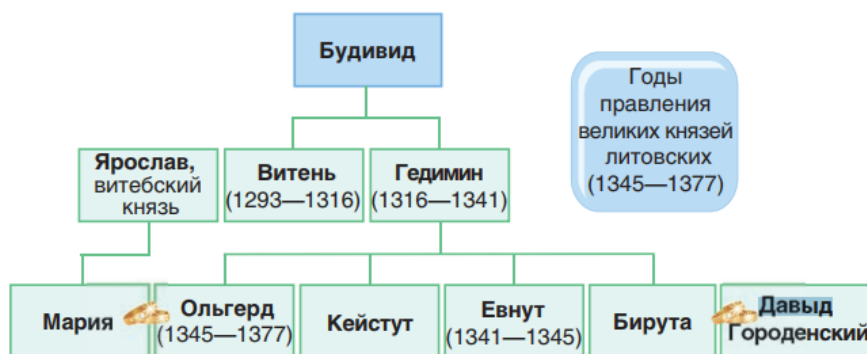 Будивид
Годы
правления
великих князей
литовских
(1345—1377)
Ярослав,
витебский
князь
Витень
(1293—1316)
Гедимин
(1316—1341)
Мария
Ольгерд
(1345—1377)
Кейстут
Евнут
(1341—1345)
Бирута
Давыд
Городенский